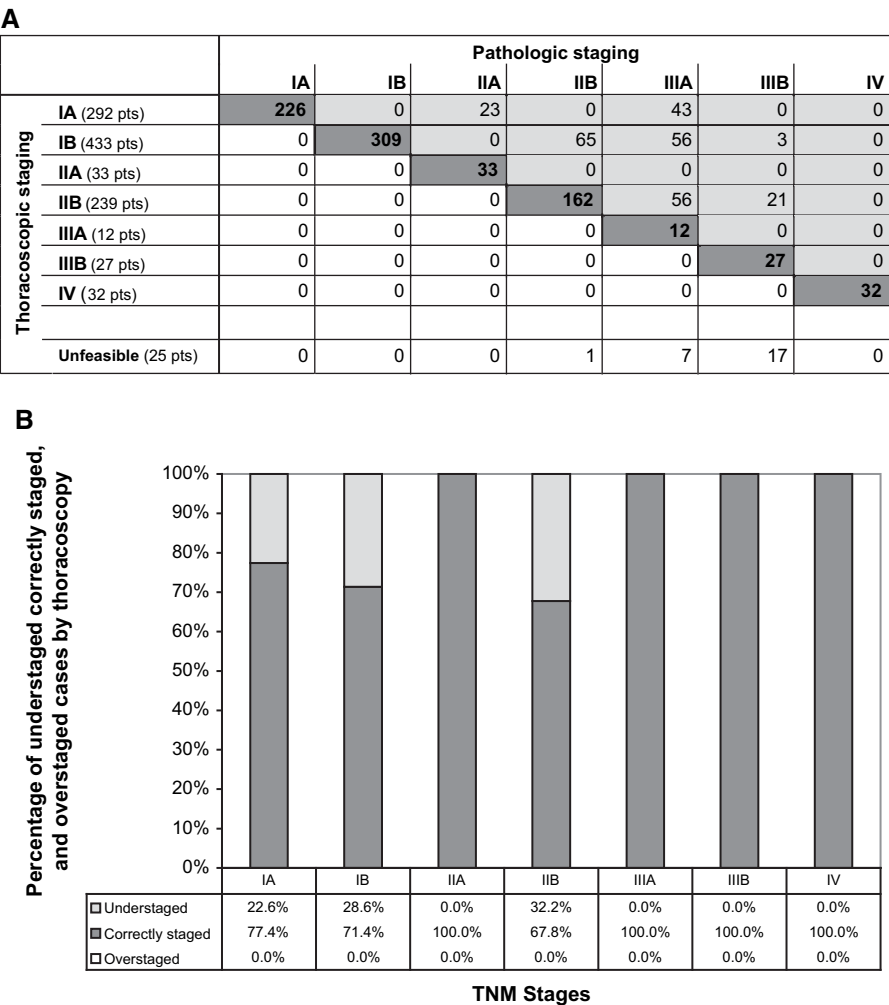 A
Pathologic staging
IA IB IIA IIB IIIA IIIB IV
Thoracoscopic staging
IA (292 pts) 226 0 23 0 43 0 0
IB (433 pts) 0 309 0 65 56 3 0
IIA (33 pts) 0 0 33 0 0 0 0
IIB (239 pts) 0 0 0 162 56 21 0
IIIA (12 pts) 0 0 0 0 12 0 0
IIIB (27 pts) 0 0 0 0 0 27 0
IV (32 pts) 0 0 0 0 0 0 32
Unfeasible (25 pts) 0 0 0 1 7 17 0
B
Percentage of understaged correctly staged,
and overstaged cases by thoracoscopy
100%
90%
80%
70%
60%
50%
40%
30%
20%
10%
0%
IA IB IIA IIB IIIA IIIB IV
Understaged 22.6% 28.6% 0.0% 32.2% 0.0% 0.0% 0.0%
Correctly staged 77.4% 71.4% 100.0% 67.8% 100.0% 100.0% 100.0%
Overstaged 0.0% 0.0% 0.0% 0.0% 0.0% 0.0% 0.0%
TNM Stages